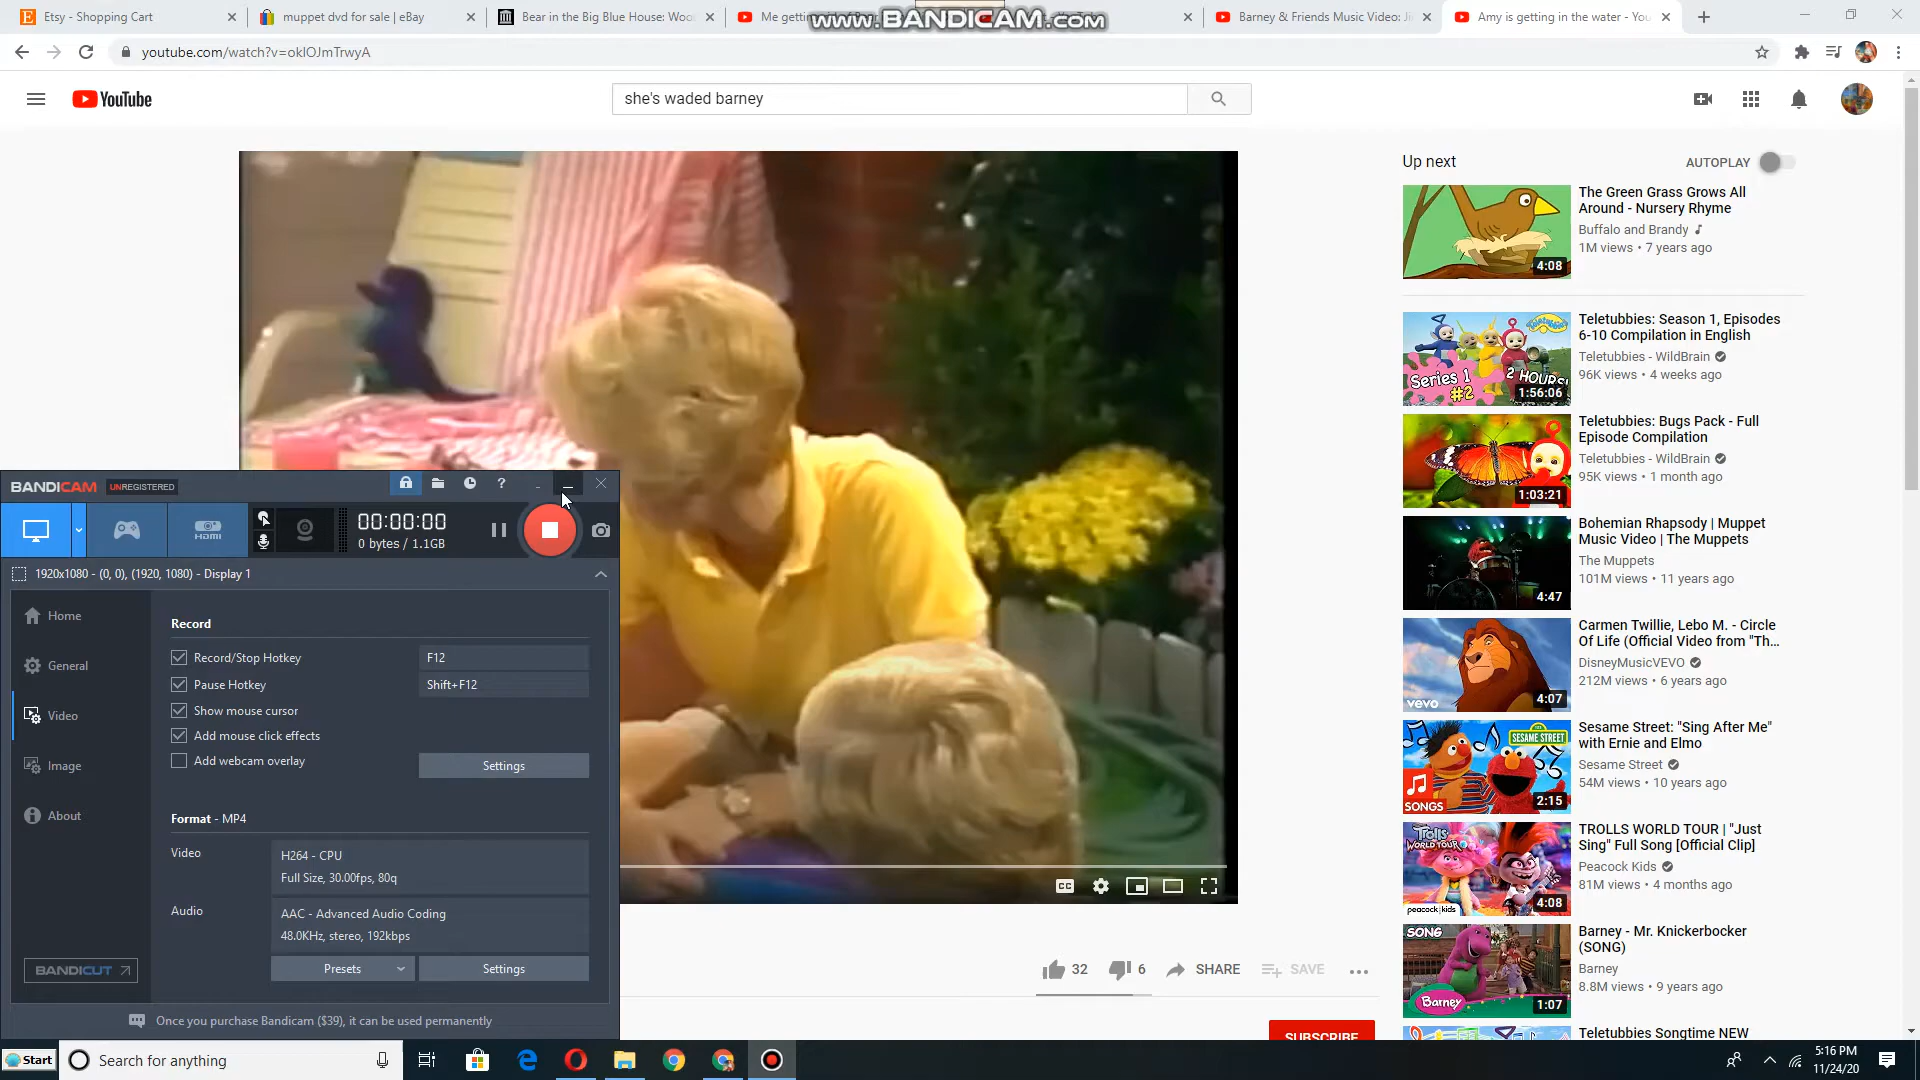 Etsy - Shopping Cart
muppet dvd for sale | eBay
Bear in the Big Blue House: Woo
Me getting
Barney & Friends Music Video: Ji
Amy is getting in the water - You
www.BANDICAM.com
youtube.com/watch?v=oklOJmTrwyA
YouTube
she's waded barney
Up next
AUTOPLAY
The Green Grass Grows All
Around - Nursery Rhyme
Buffalo and Brandy
1M views • 7 years ago
4:08
Teletubbies: Season 1, Episodes
6-10 Compilation in English
Teletubbies - WildBrain
96K views • 4 weeks ago
Series 1
#2
2 HOURS!
1:56:06
Teletubbies: Bugs Pack - Full
Episode Compilation
Teletubbies - WildBrain
95K views • 1 month ago
1:03:21
Bohemian Rhapsody | Muppet
Music Video | The Muppets
The Muppets
101M views • 11 years ago
4:47
Carmen Twillie, Lebo M. - Circle
Of Life (Official Video from "Th...
DisneyMusicVEVO
212M views • 6 years ago
vevo
4:07
Sesame Street: "Sing After Me"
with Ernie and Elmo
Sesame Street
54M views • 10 years ago
SESAME STREET
SONGS
2:15
TROLLS WORLD TOUR | "Just
Sing" Full Song [Official Clip]
Peacock Kids
81M views • 4 months ago
peacock kids
4:08
Barney - Mr. Knickerbocker
(SONG)
Barney
8.8M views • 9 years ago
SONG
Barney
1:07
Teletubbies Songtime NEW
BANDICAM UNREGISTERED
?
HDMI
00:00:00
0 bytes / 1.1GB
1920x1080 - (0, 0), (1920, 1080) - Display 1
Home
General
Video
Image
About
BANDICUT
Record
Record/Stop Hotkey
F12
Pause Hotkey
Shift+F12
Show mouse cursor
Add mouse click effects
Add webcam overlay
Settings
Format - MP4
Video
H264 - CPU
Full Size, 30.00fps, 80q
Audio
AAC - Advanced Audio Coding
48.0KHz, stereo, 192kbps
Presets
Settings
Once you purchase Bandicam ($39), it can be used permanently
CC
32
6
SHARE
SAVE
SUBSCRIBE
Start
Search for anything
5:16 PM
11/24/20